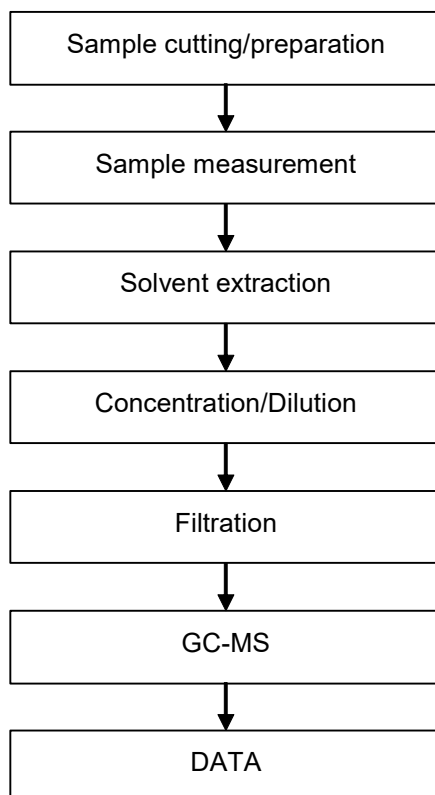 Sample cutting/preparation
Sample measurement
Solvent extraction
Concentration/Dilution
Filtration
GC-MS
DATA